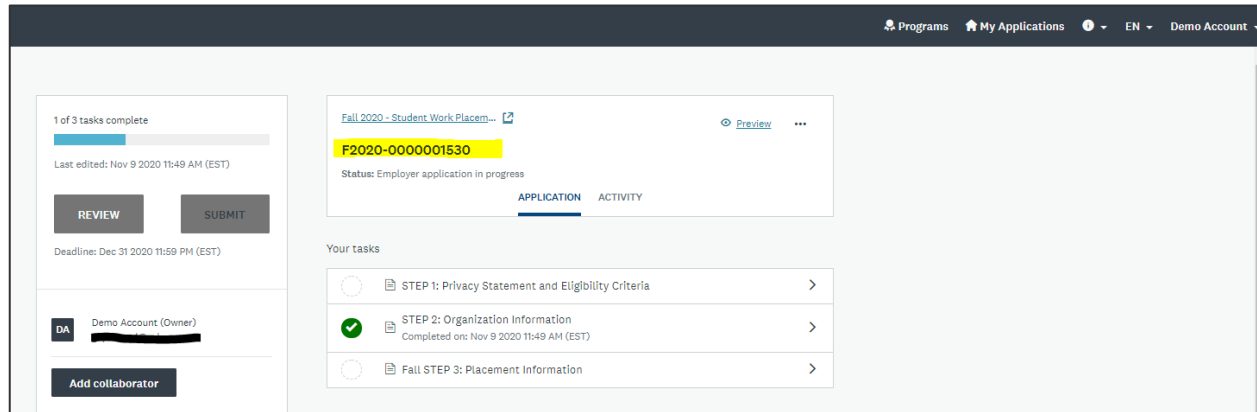 Programs My Applications EN Demo Account
1 of 3 tasks complete
Last edited: Nov 9 2020 11:49 AM (EST)
REVIEW SUBMIT
Deadline: Dec 31 2020 11:59 PM (EST)
DA Demo Account (Owner)
Add collaborator
Fall 2020 - Student Work Placem...
Preview ...
F2020-0000001530
Status: Employer application in progress
APPLICATION ACTIVITY
Your tasks
STEP 1: Privacy Statement and Eligibility Criteria
STEP 2: Organization Information
Completed on: Nov 9 2020 11:49 AM (EST)
Fall STEP 3: Placement Information